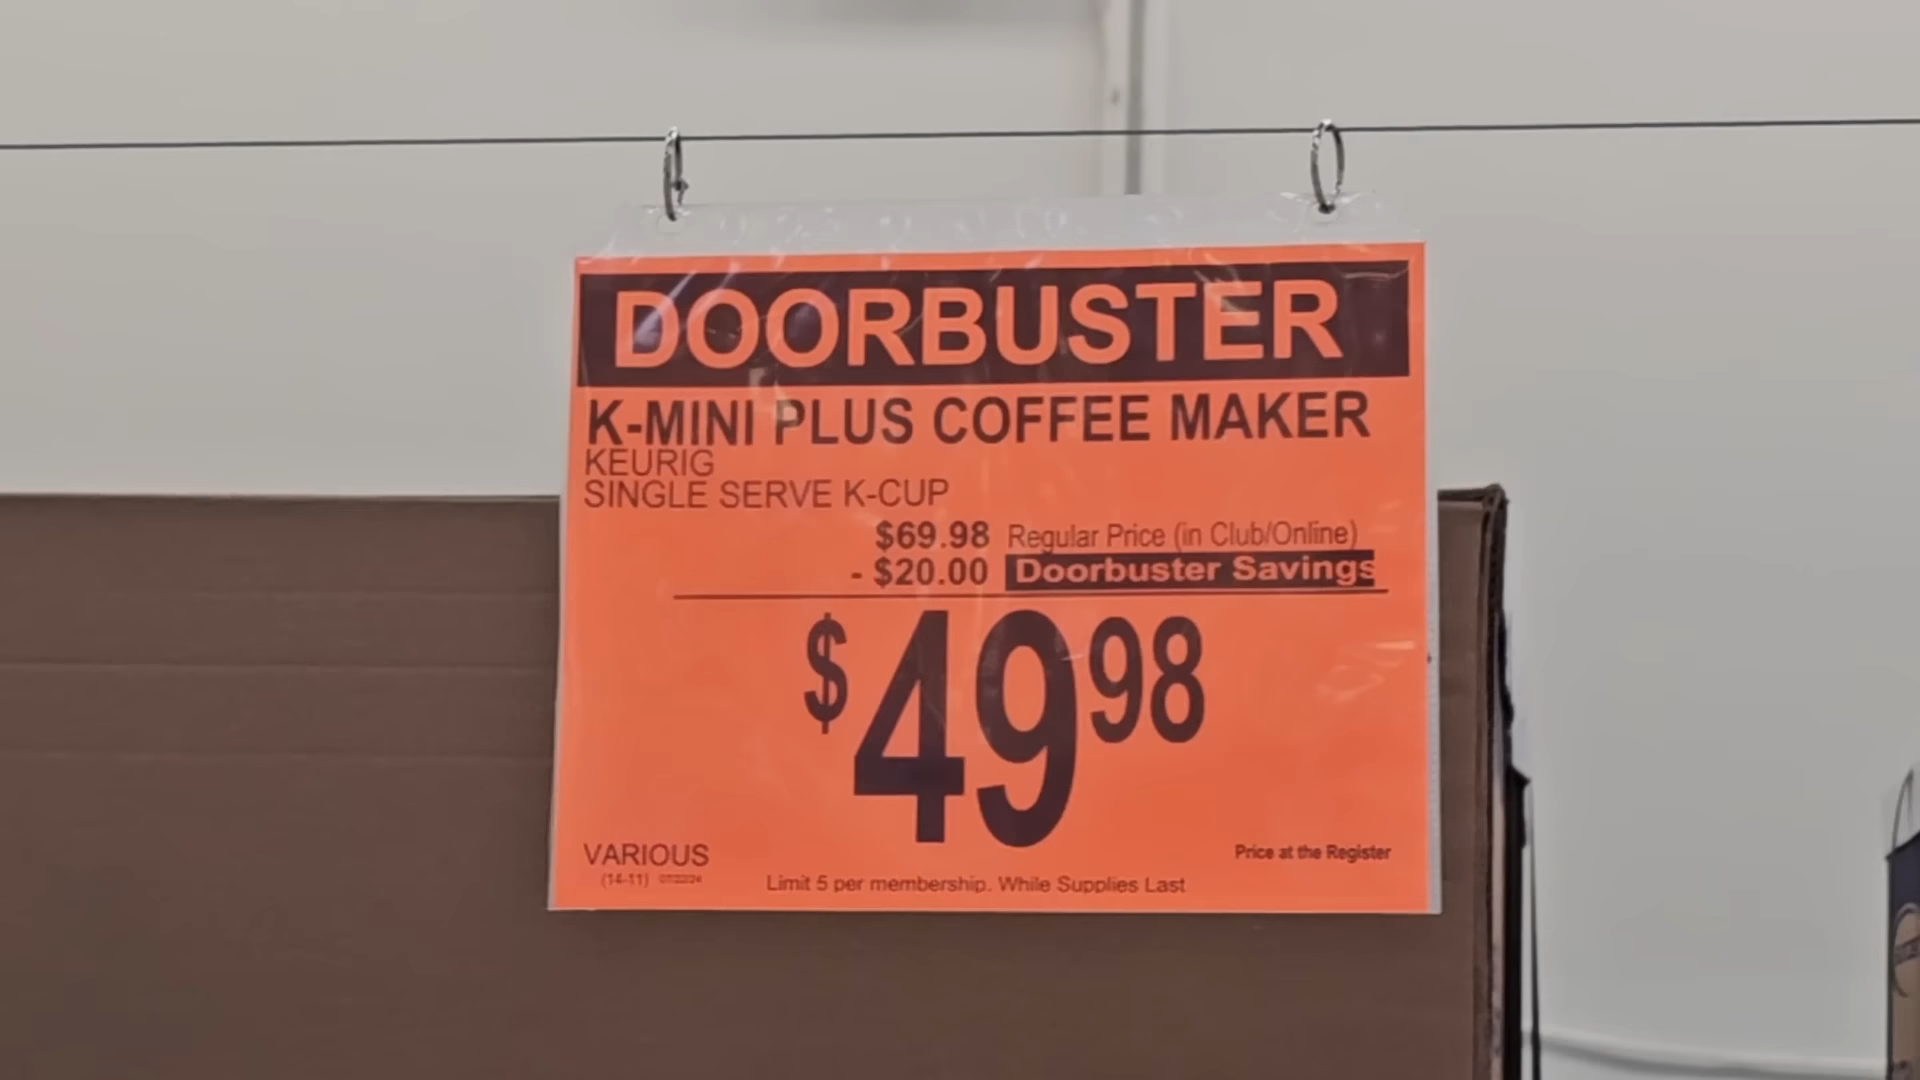 DOORBUSTER
K-MINI PLUS COFFEE MAKER
KEURIG
SINGLE SERVE K-CUP
$69.98 Regular Price (in Club/Online)
- $20.00 Doorbuster Savings
$49 98
VARIOUS
Price at the Register
(14-11)
Limit 5 per membership. While Supplies Last